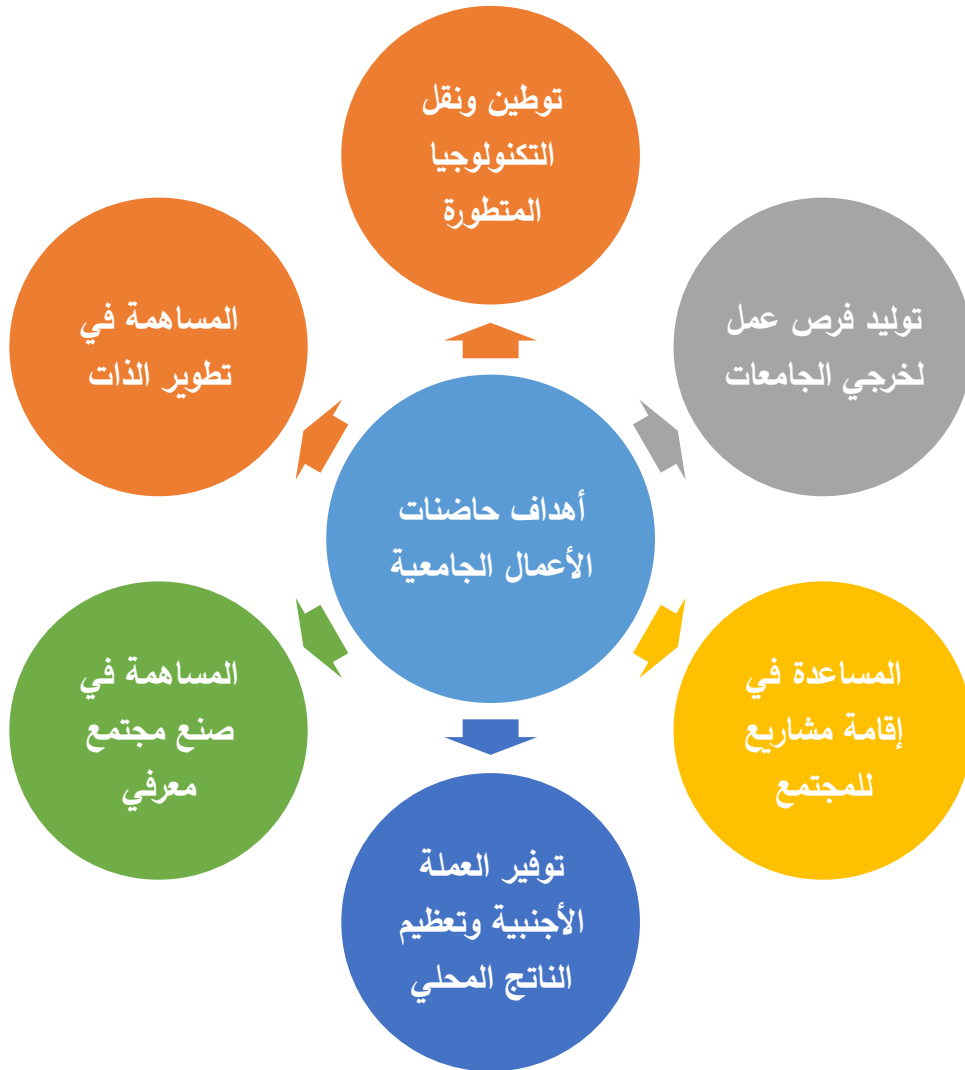 توطين ونقل
التكنولوجيا
المتطورة
توليد فرص عمل
لخرجي الجامعات
المساعدة في
إقامة مشاريع
للمجتمع
توفير العملة
الأجنبية وتعظيم
الناتج المحلي
المساهمة في
صنع مجتمع
معرفي
المساهمة في
تطوير الذات
أهداف حاضنات
الأعمال الجامعية